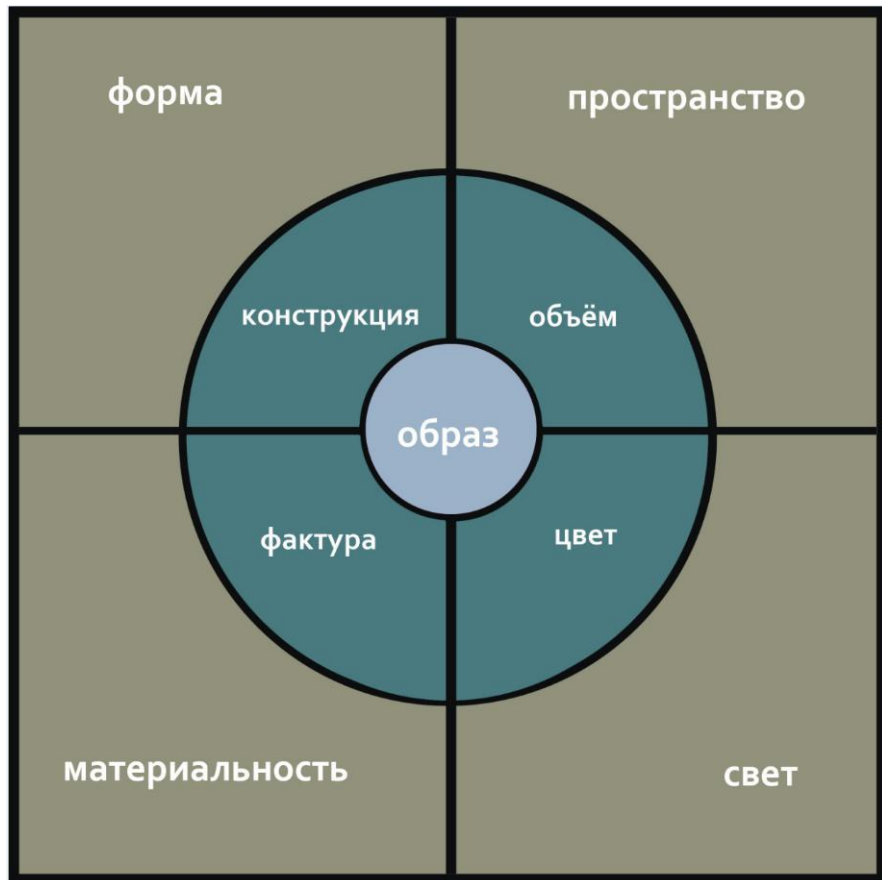 форма
пространство
конструкция
объём
образ
фактура
цвет
материальность
свет